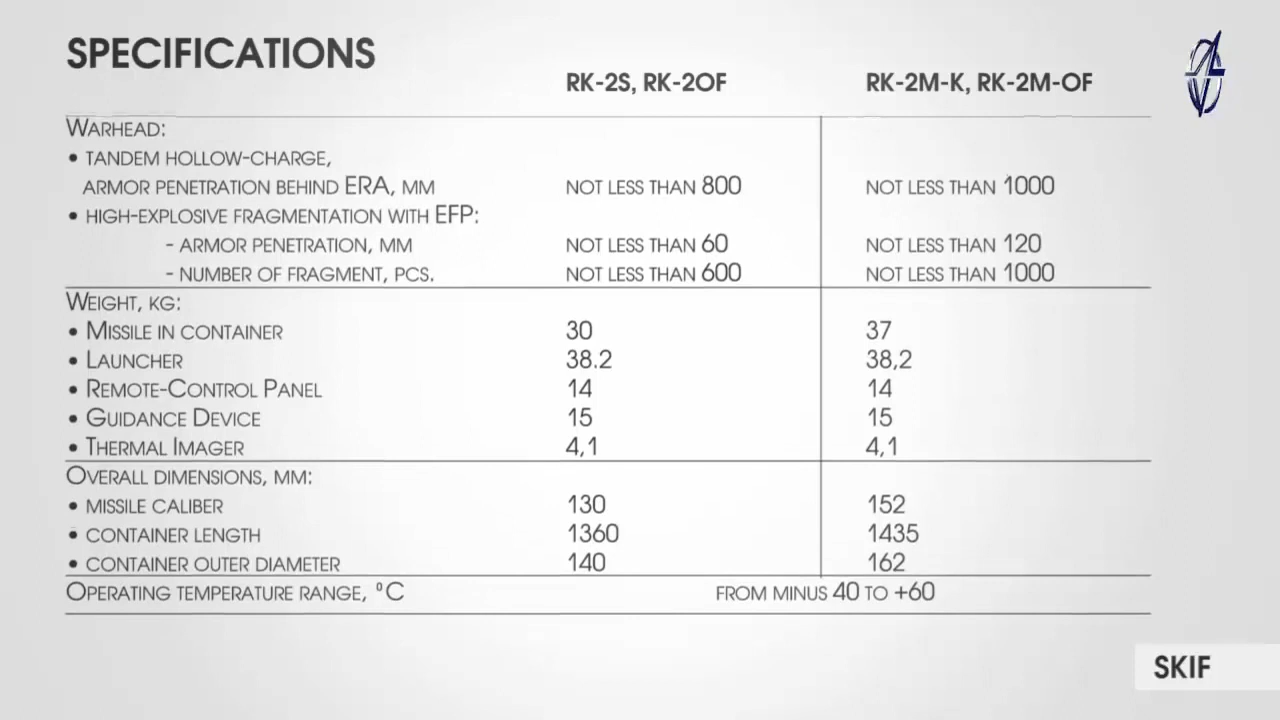 SPECIFICATIONS
RK-2S, RK-2OF RK-2M-K, RK-2M-OF
WARHEAD:
• TANDEM HOLLOW-CHARGE,
ARMOR PENETRATION BEHIND ERA, MM NOT LESS THAN 800 NOT LESS THAN 1000
• HIGH-EXPLOSIVE FRAGMENTATION WITH EFP:
- ARMOR PENETRATION, MM NOT LESS THAN 60 NOT LESS THAN 120
- NUMBER OF FRAGMENT, PCS. NOT LESS THAN 600 NOT LESS THAN 1000
WEIGHT, KG:
• MISSILE IN CONTAINER 30 37
• LAUNCHER 38.2 38,2
• REMOTE-CONTROL PANEL 14 14
• GUIDANCE DEVICE 15 15
• THERMAL IMAGER 4,1 4,1
OVERALL DIMENSIONS, MM:
• MISSILE CALIBER 130 152
• CONTAINER LENGTH 1360 1435
• CONTAINER OUTER DIAMETER 140 162
OPERATING TEMPERATURE RANGE, °C FROM MINUS 40 TO +60
SKIF